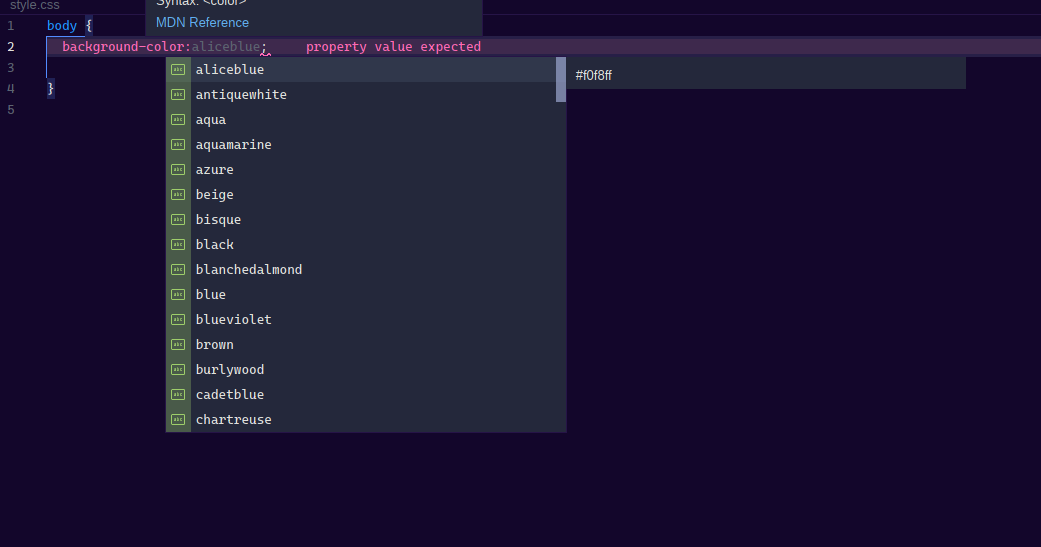 style.css
Syntax: <color>
MDN Reference
1 body {
2 background-color:aliceblue; property value expected
3
4 }
5
aliceblue
#f0f8ff
antiquewhite
aqua
aquamarine
azure
beige
bisque
black
blanchedalmond
blue
blueviolet
brown
burlywood
cadetblue
chartreuse